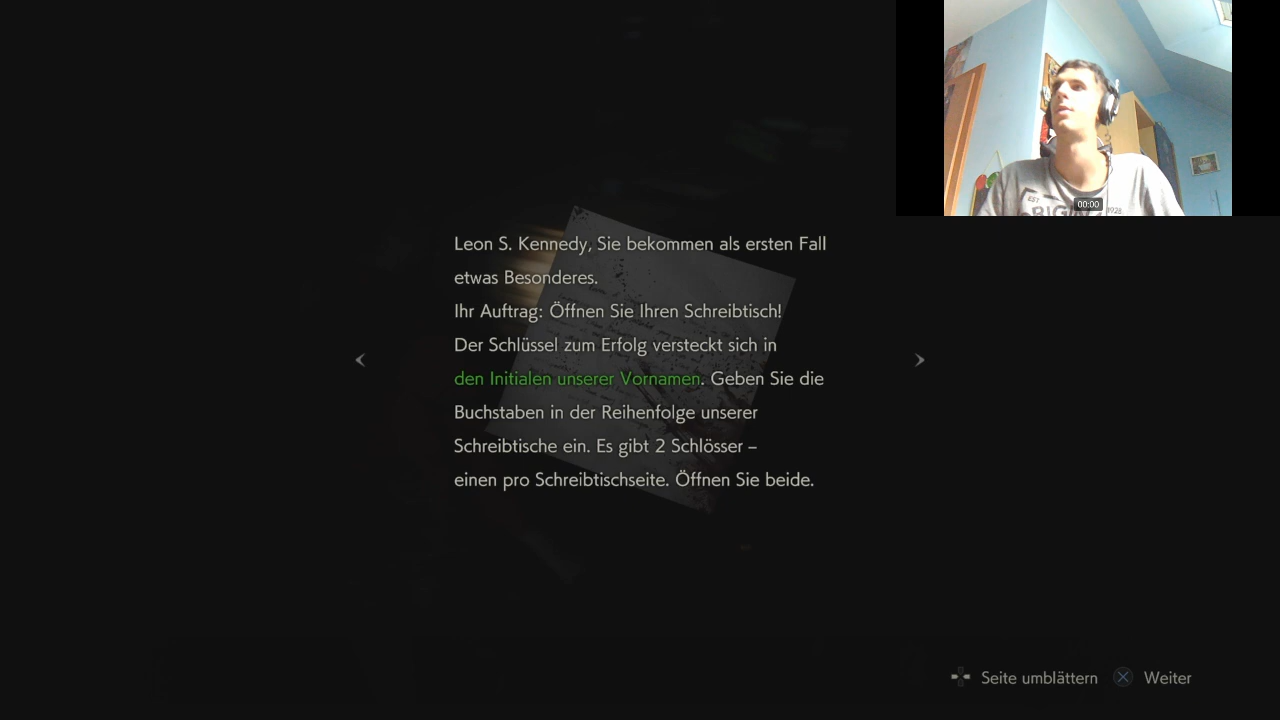 Leon S. Kennedy, Sie bekommen als ersten Fall
etwas Besonderes.
Ihr Auftrag: Öffnen Sie Ihren Schreibtisch!
Der Schlüssel zum Erfolg versteckt sich in
den Initialen unserer Vornamen. Geben Sie die
Buchstaben in der Reihenfolge unserer
Schreibtische ein. Es gibt 2 Schlösser –
einen pro Schreibtischseite. Öffnen Sie beide.
EST
1928
00:00
Seite umblättern
Weiter